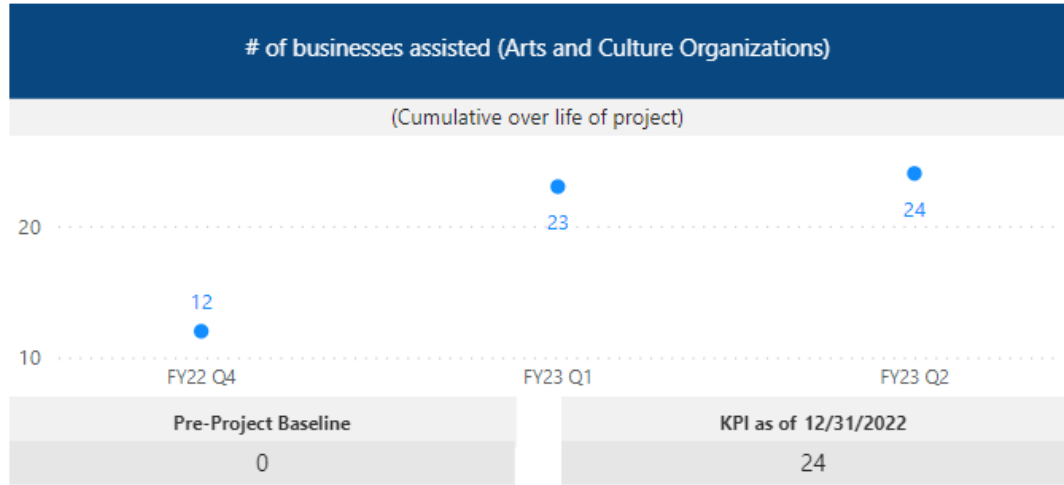 # of businesses assisted (Arts and Culture Organizations)
(Cumulative over life of project)
20
23
24
12
10
FY22 Q4 FY23 Q1 FY23 Q2
Pre-Project Baseline KPI as of 12/31/2022
0 24